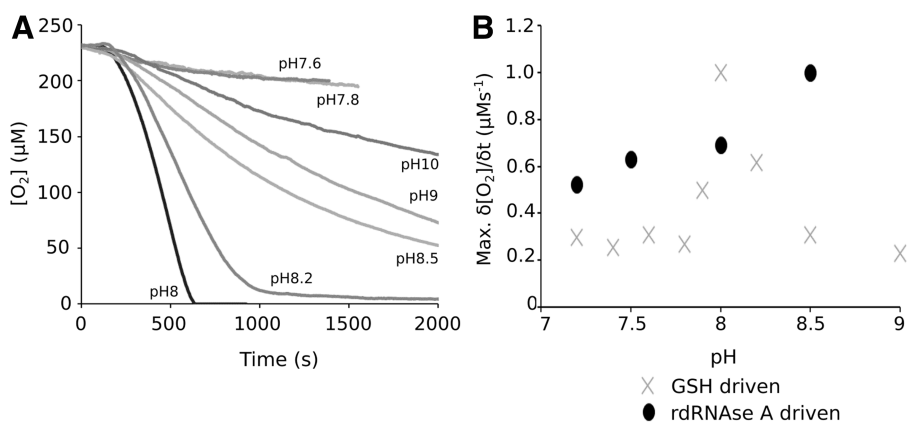 A
250
200
150
100
50
0
[O2] (µM)
pH7.6
pH7.8
pH10
pH9
pH8.5
pH8.2
pH8
0 500 1000 1500 2000
Time (s)
B
1.2
1.0
0.8
0.6
0.4
0.2
0
Max. δ[O2]/δt (µMs-1)
7 7.5 8 8.5 9
pH
GSH driven
rdRNAse A driven